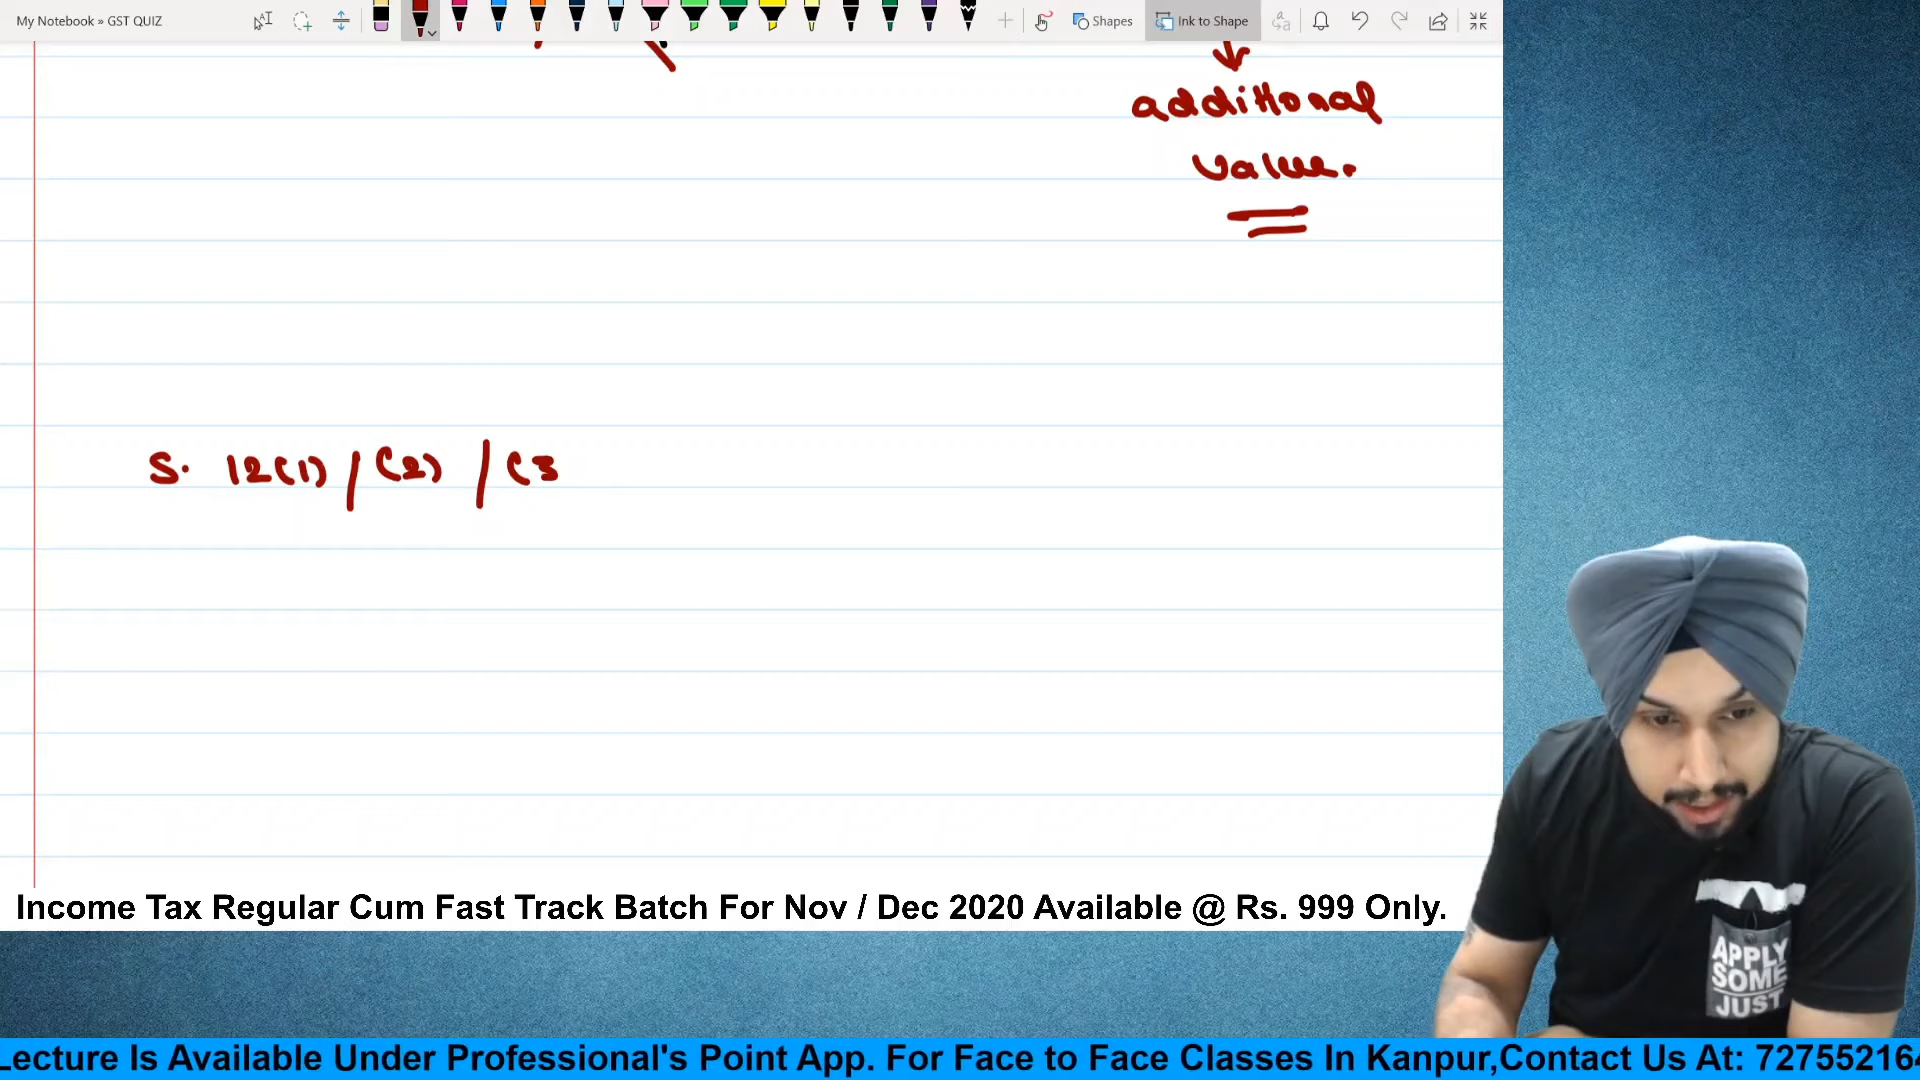 My Notebook » GST QUIZ
Shapes
Ink to Shape
additional
value.
S. 12(1) / (2) / (3
APPLY
SOME
JUST
Income Tax Regular Cum Fast Track Batch For Nov / Dec 2020 Available @ Rs. 999 Only.
Lecture Is Available Under Professional's Point App. For Face to Face Classes In Kanpur,Contact Us At: 727552164